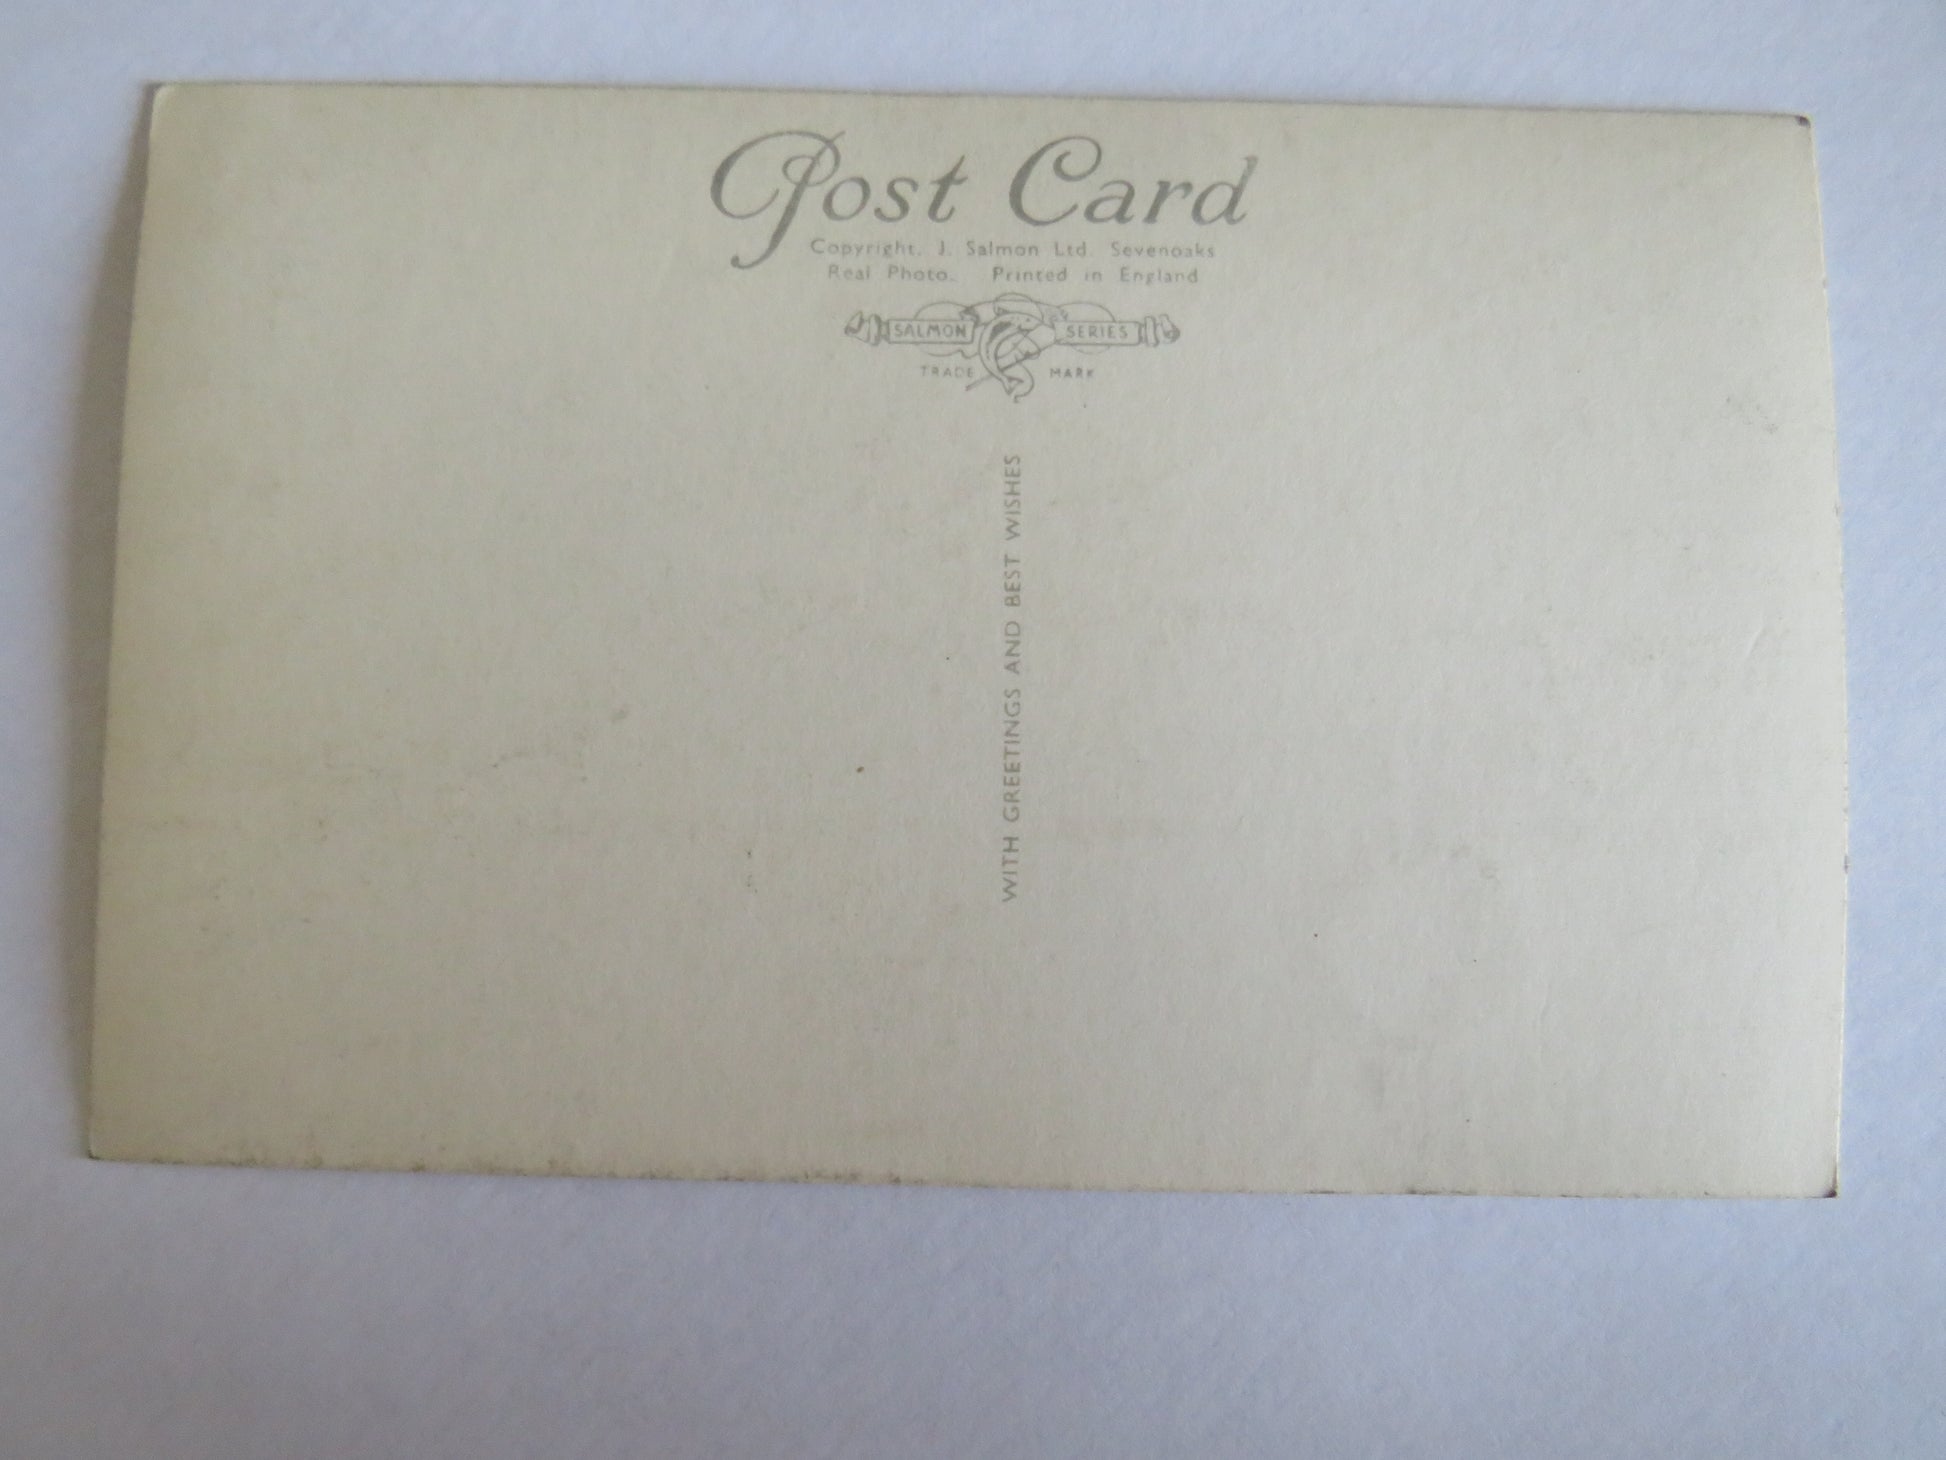 Post Card
Copyright. J. Salmon Ltd. Sevenoaks
Real Photo. Printed in England
SALMON SERIES
TRADE MARK
WITH GREETINGS AND BEST WISHES